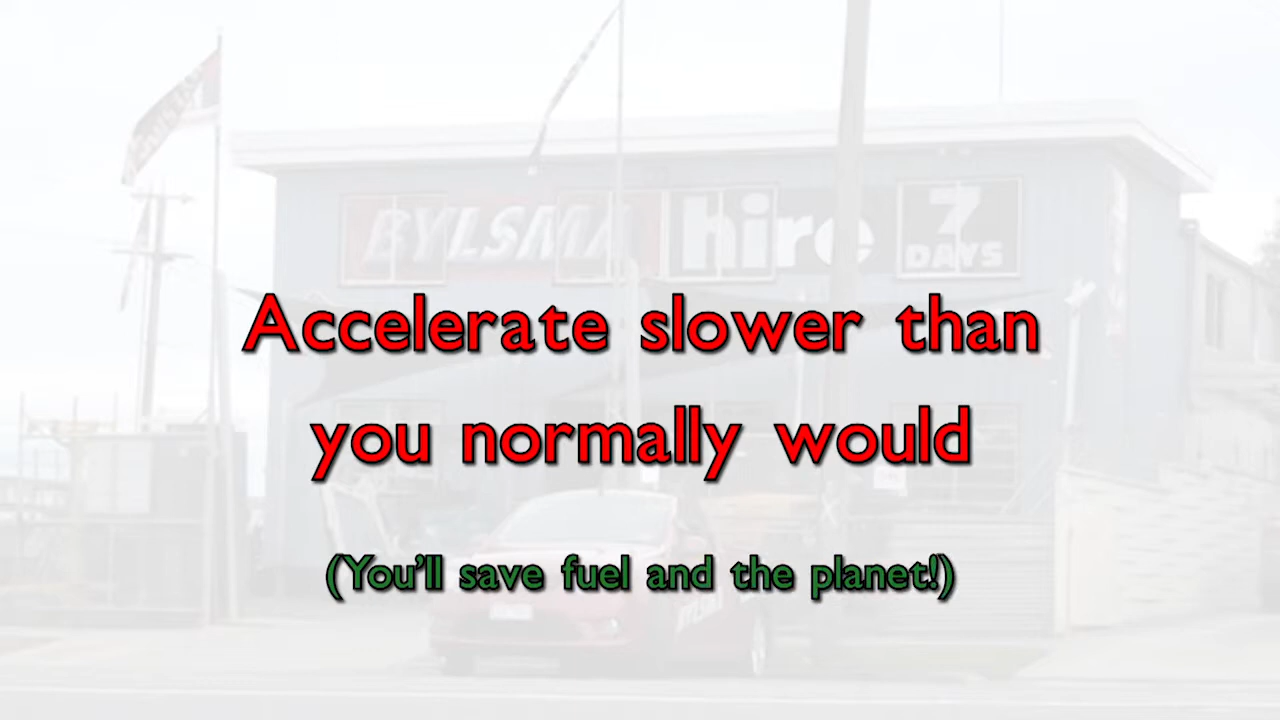 BYLSMA hire 7
DAYS
Accelerate slower than
you normally would
(You'll save fuel and the planet!)